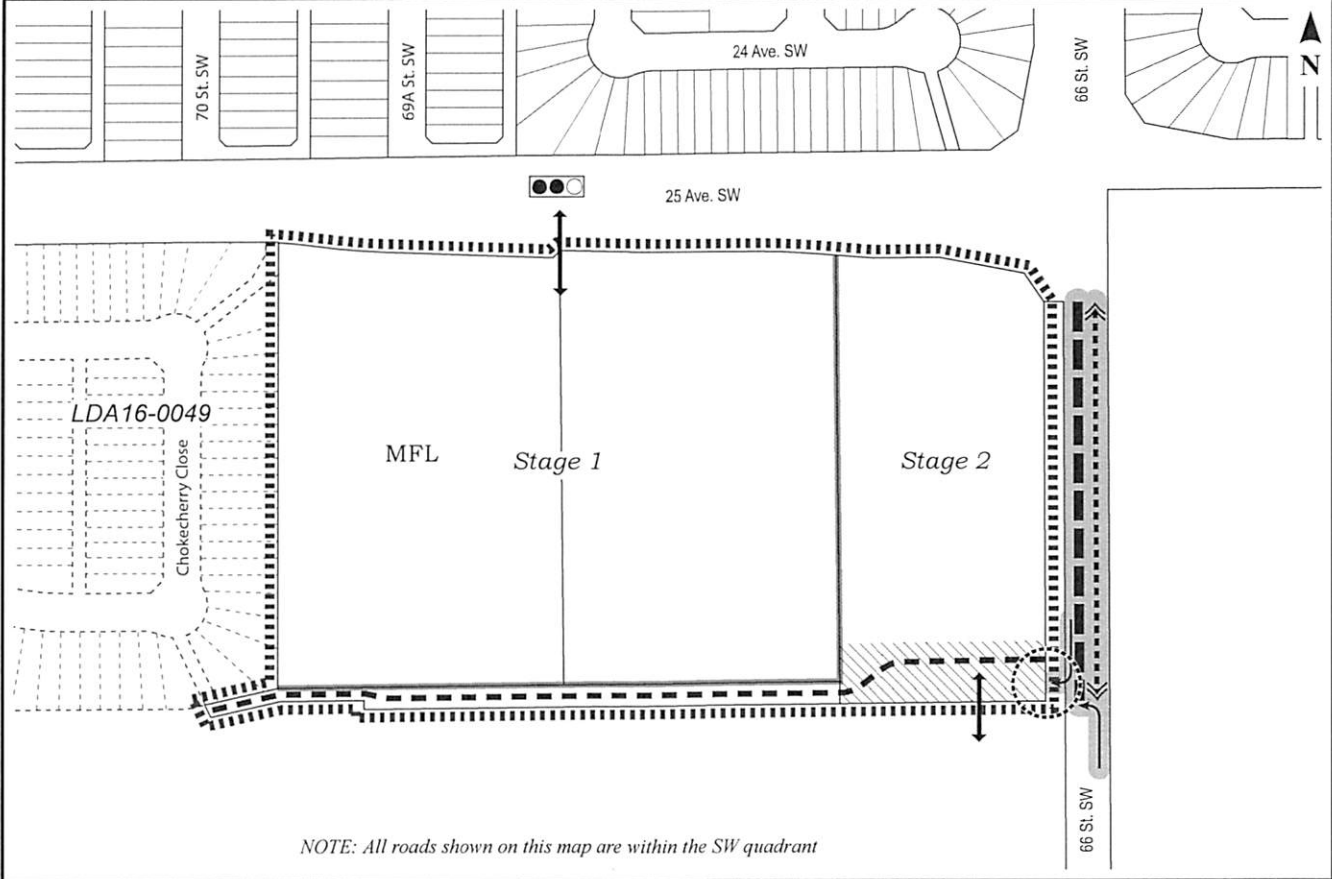 24 Ave. SW
70 St. SW
69A St. SW
66 St. SW
N
25 Ave. SW
LDA16-0049
MFL
Stage 1
Stage 2
Chokecherry Close
66 St. SW
NOTE: All roads shown on this map are within the SW quadrant